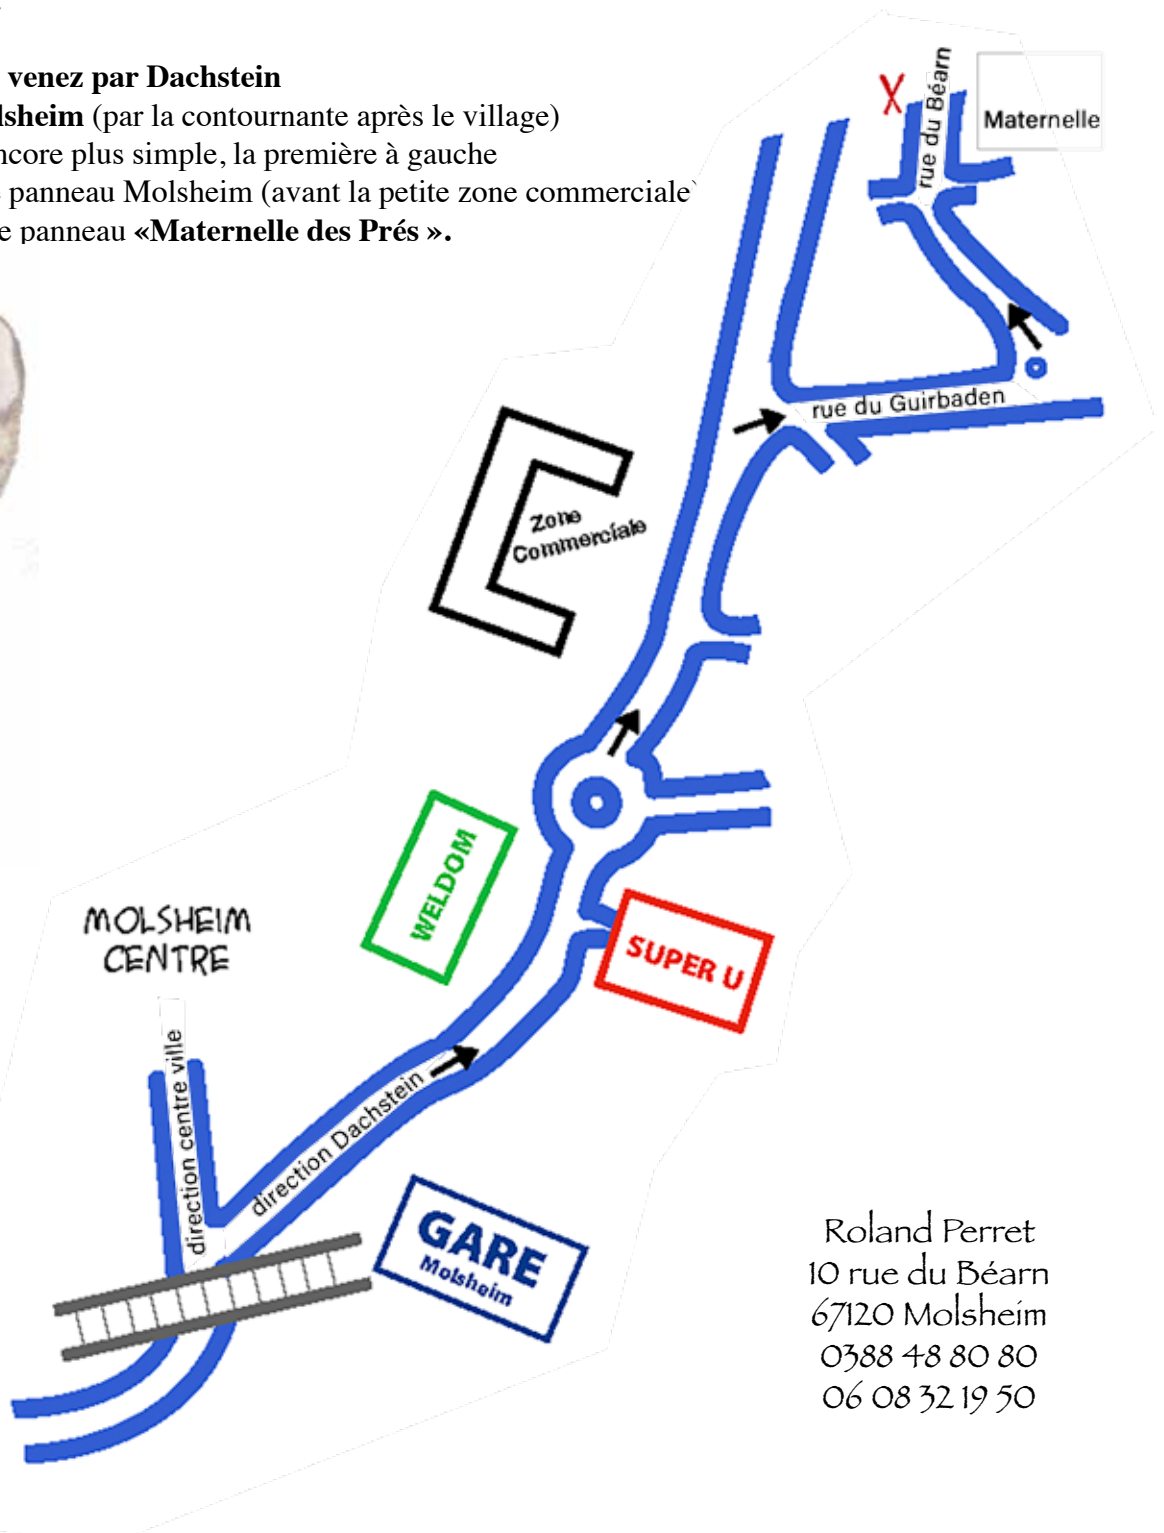 venez par Dachstein
lsheim (par la contournante après le village)
ncore plus simple, la première à gauche
panneau Molsheim (avant la petite zone commerciale)
e panneau «Maternelle des Prés ».
X
rue du Béarn
Maternelle
rue du Guirbaden
Zone
Commerciale
WELDOM
SUPER U
MOLSHEIM
CENTRE
direction centre ville
direction Dachstein
GARE
Molsheim
Roland Perret
10 rue du Béarn
67120 Molsheim
0388 48 80 80
06 08 32 19 50